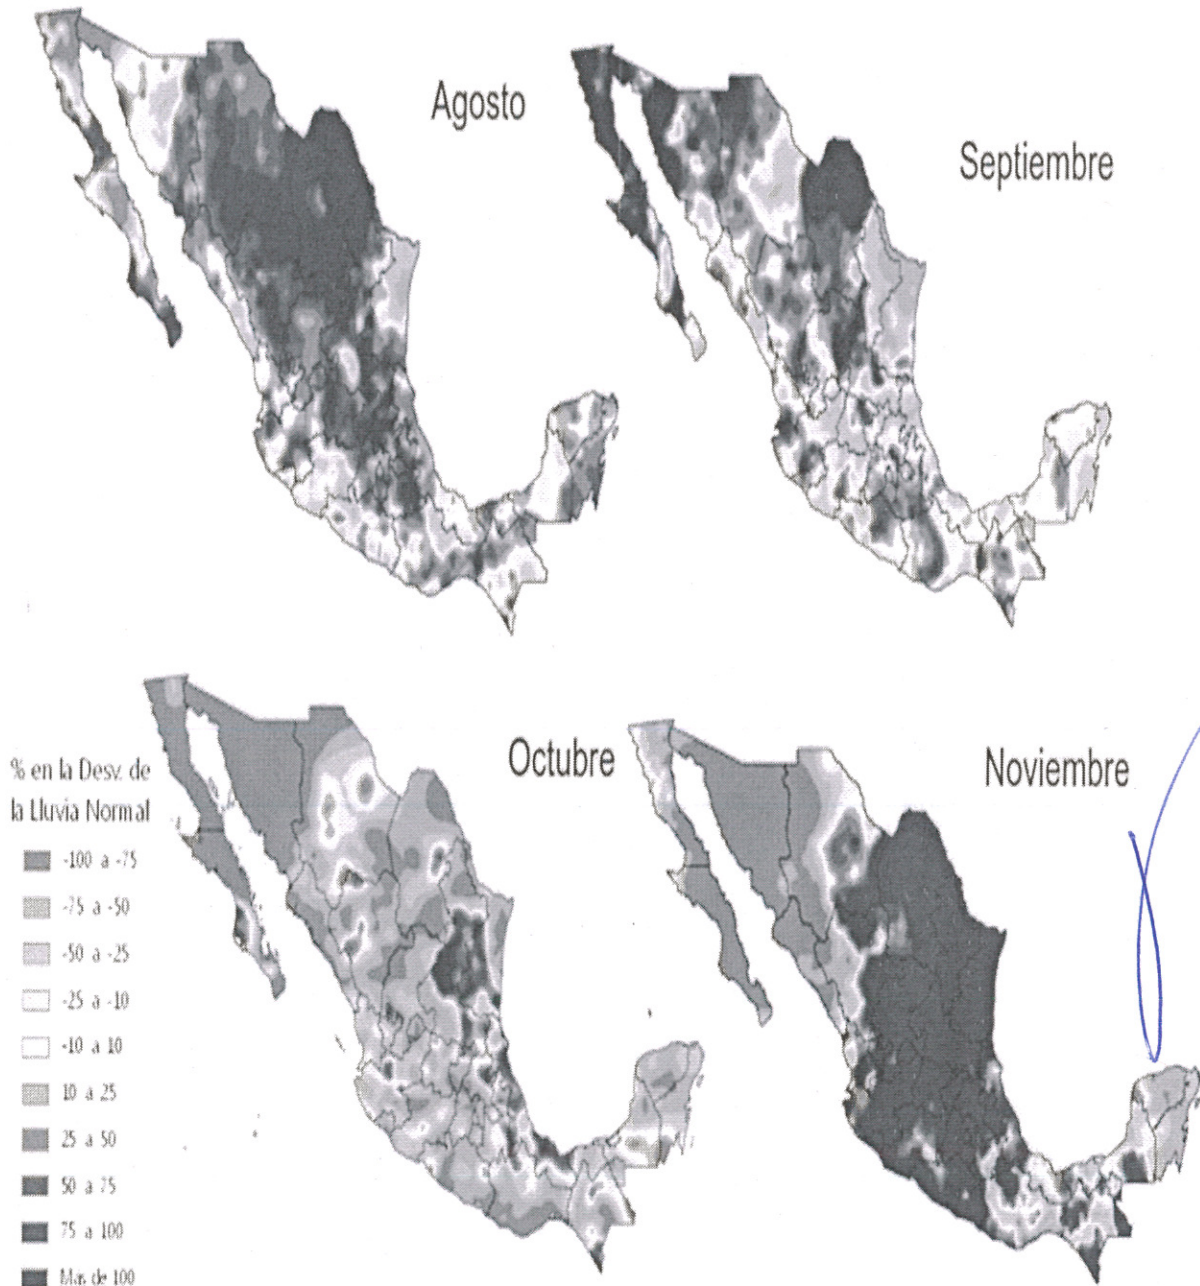 Agosto
Septiembre
Octubre
Noviembre
% en la Desv. de
la Lluvia Normal
-100 a -75
-75 a -50
-50 a -25
-25 a -10
-10 a 10
10 a 25
25 a 50
50 a 75
75 a 100
Mas de 100